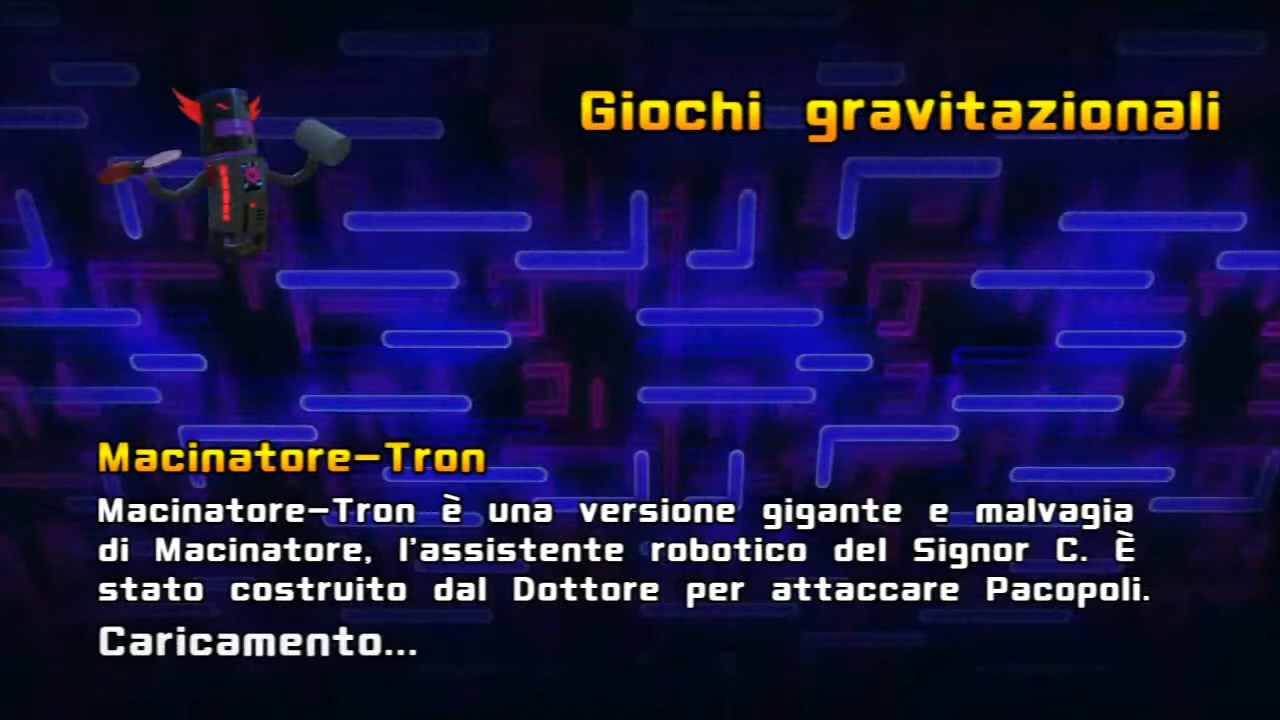 Giochi gravitazionali
Macinatore-Tron
Macinatore-Tron è una versione gigante e malvagia
di Macinatore, l'assistente robotico del Signor C. È
stato costruito dal Dottore per attaccare Pacopoli.
Caricamento...